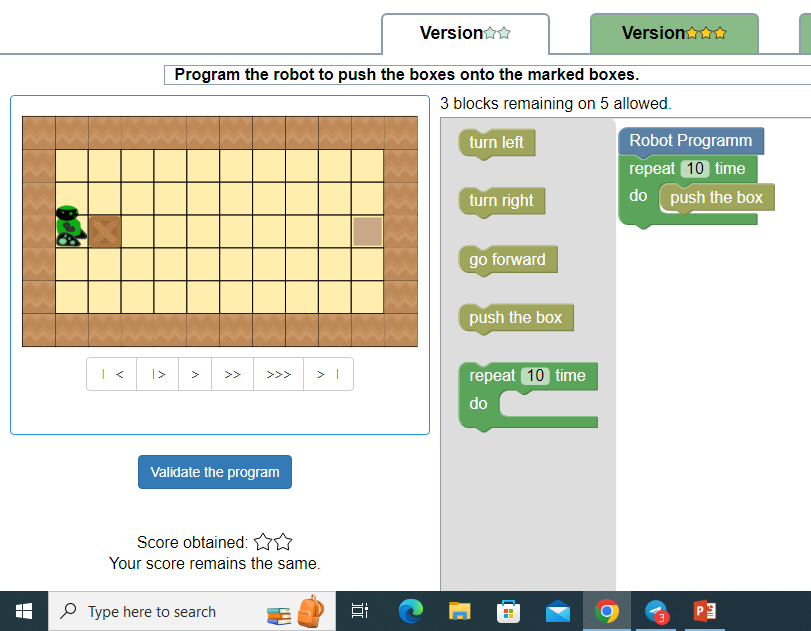 Version
Version
Program the robot to push the boxes onto the marked boxes.
3 blocks remaining on 5 allowed.
turn left
turn right
go forward
push the box
repeat 10 time
do
Robot Programm
repeat 10 time
do push the box
| < | > > >> >>> > |
Validate the program
Score obtained:
Your score remains the same.
Type here to search
3
P